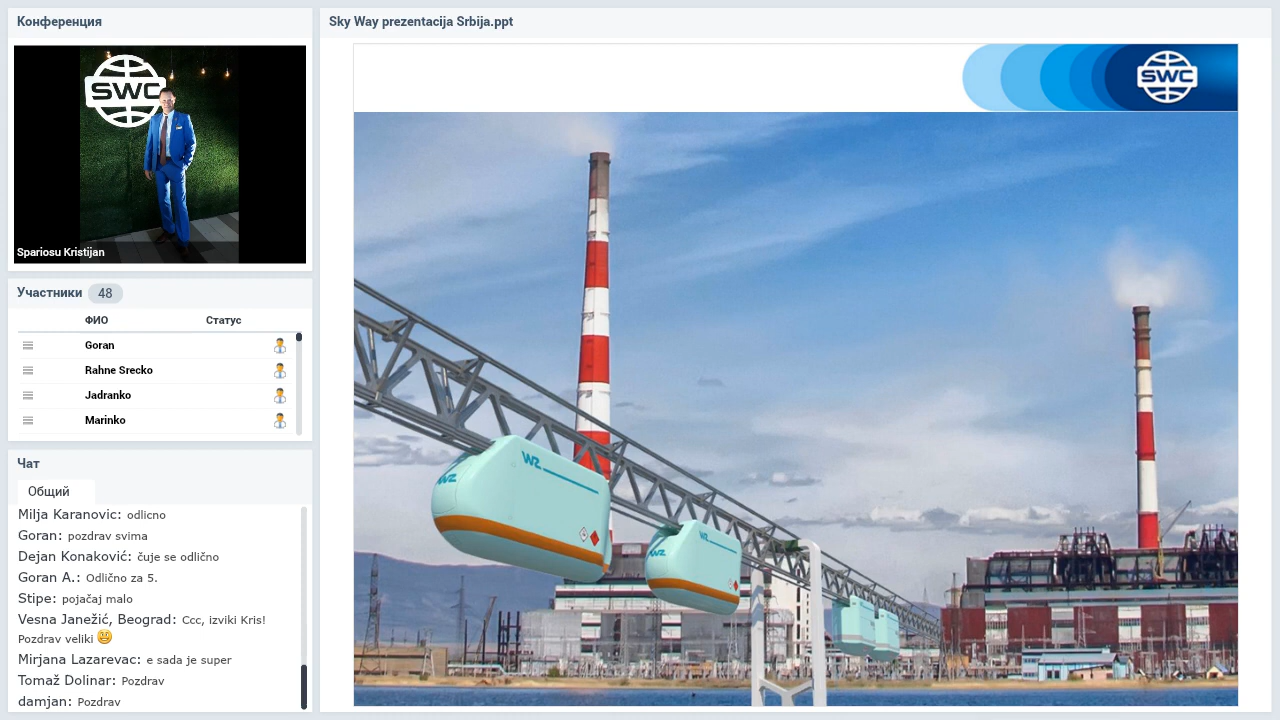 Конференция
SWC
Spariosu Kristijan
Участники 48
ФИО Статус
Goran
Rahne Srecko
Jadranko
Marinko
Чат
Общий
Milja Karanovic: odlicno
Goran: pozdrav svima
Dejan Konaković: čuje se odlično
Goran A.: Odlično za 5.
Stipe: pojačaj malo
Vesna Janežić, Beograd: Ccc, izviki Kris!
Pozdrav veliki
Mirjana Lazarevac: e sada je super
Tomaž Dolinar: Pozdrav
damjan: Pozdrav
Sky Way prezentacija Srbija.ppt
SWC